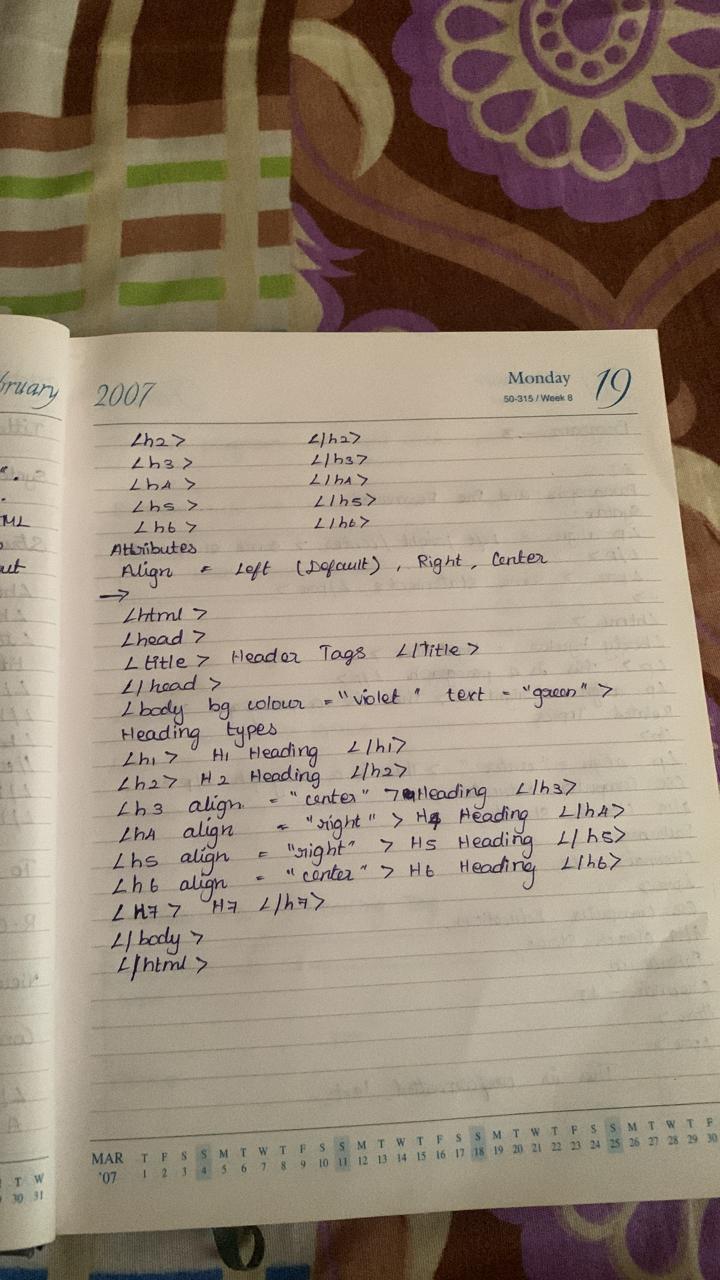 bruary
2007
Monday 19
50-315 / Week 8
<h2> </h2>
<h3> </h3>
<h4> </h4>
<h5> </h5>
<h6> </h6>
Attributes
Align = Left (Default), Right, Center
→
<html>
<head>
<title> Header Tags </Title>
</head>
<body bg colour = "violet" text = "green">
Heading types
<h1> H1 Heading </h1>
<h2> H2 Heading </h2>
<h3 align = "center"> Heading </h3>
<h4 align = "right"> H4 Heading </h4>
<h5 align = "right"> H5 Heading </h5>
<h6 align = "center"> H6 Heading </h6>
<H7> H7 </h7>
</body>
</html>
MAR T F S S M T W T F S S M T W T F S S M T W T F S S M T W T F
'07 1 2 3 4 5 6 7 8 9 10 11 12 13 14 15 16 17 18 19 20 21 22 23 24 25 26 27 28 29 30
T W
30 31